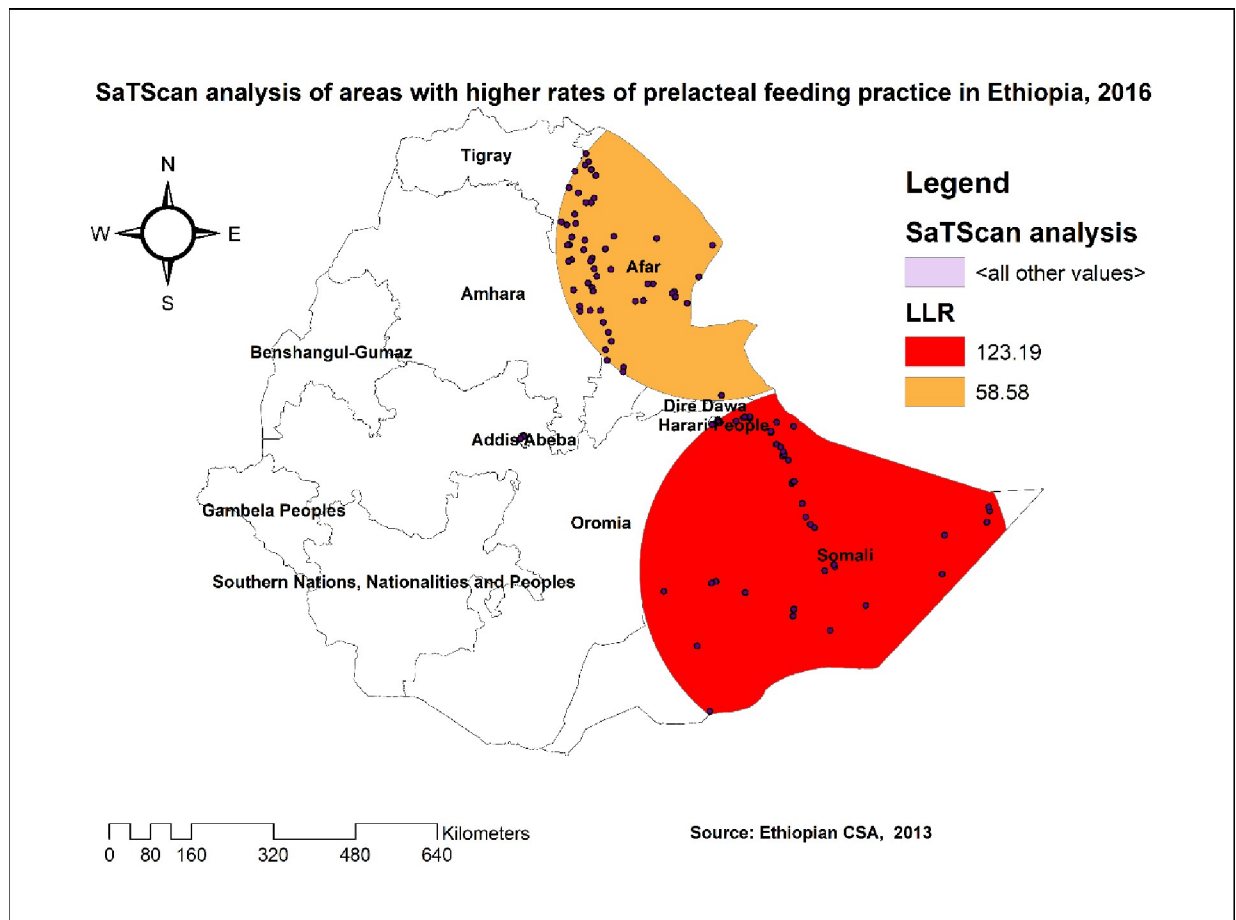 SaTScan analysis of areas with higher rates of prelacteal feeding practice in Ethiopia, 2016
N
W
E
S
Tigray
Afar
Amhara
Benshangul-Gumaz
Dire Dawa
Harari People
Addis Abeba
Gambela Peoples
Oromia
Somali
Southern Nations, Nationalities and Peoples
Legend
SaTScan analysis
<all other values>
LLR
123.19
58.58
Kilometers
0 80 160 320 480 640
Source: Ethiopian CSA, 2013